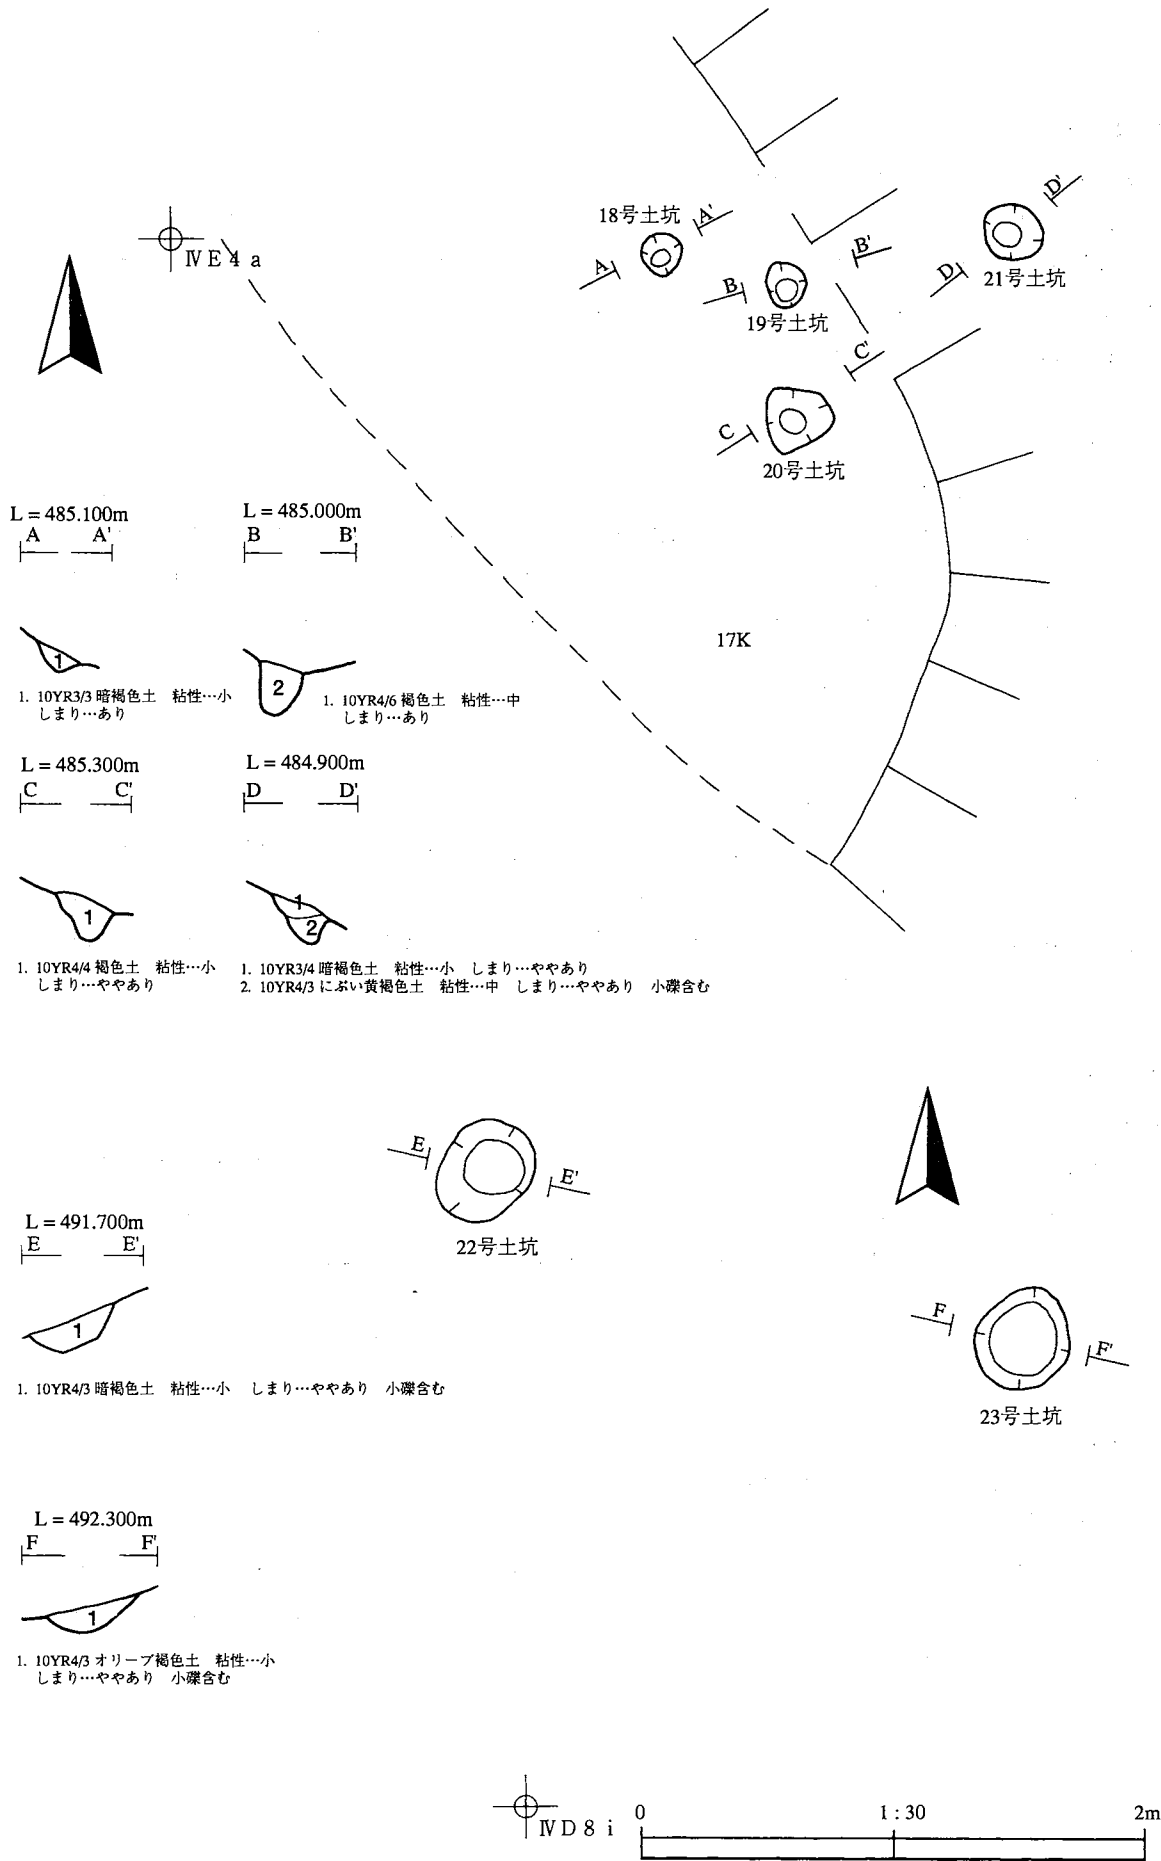 18号土坑
A
A'
ⅣE4a
B
B'
19号土坑
D
D'
21号土坑
C
C'
20号土坑
17K
L = 485.100m
A A'
1
1. 10YR3/3 暗褐色土 粘性…小
しまり…あり
L = 485.000m
B B'
2
1. 10YR4/6 褐色土 粘性…中
しまり…あり
L = 485.300m
C C'
1
1. 10YR4/4 褐色土 粘性…小
しまり…ややあり
L = 484.900m
D D'
1
2
1. 10YR3/4 暗褐色土 粘性…小 しまり…ややあり
2. 10YR4/3 にぶい黄褐色土 粘性…中 しまり…ややあり 小礫含む
E
E'
22号土坑
L = 491.700m
E E'
1
1. 10YR4/3 暗褐色土 粘性…小 しまり…ややあり 小礫含む
F
F'
23号土坑
L = 492.300m
F F'
1
1. 10YR4/3 オリーブ褐色土 粘性…小
しまり…ややあり 小礫含む
ⅣD8i
0 1:30 2m